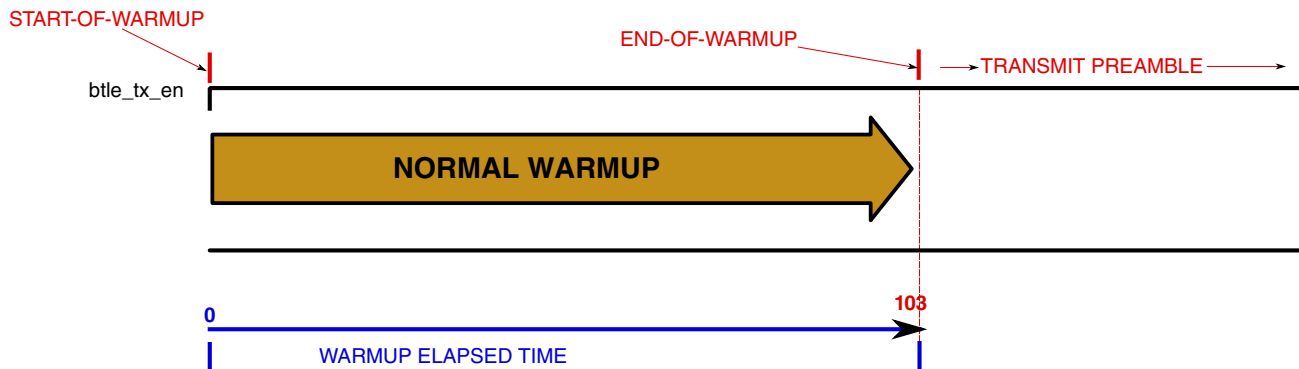 START-OF-WARMUP
END-OF-WARMUP
TRANSMIT PREAMBLE
btle_tx_en
NORMAL WARMUP
0
103
WARMUP ELAPSED TIME